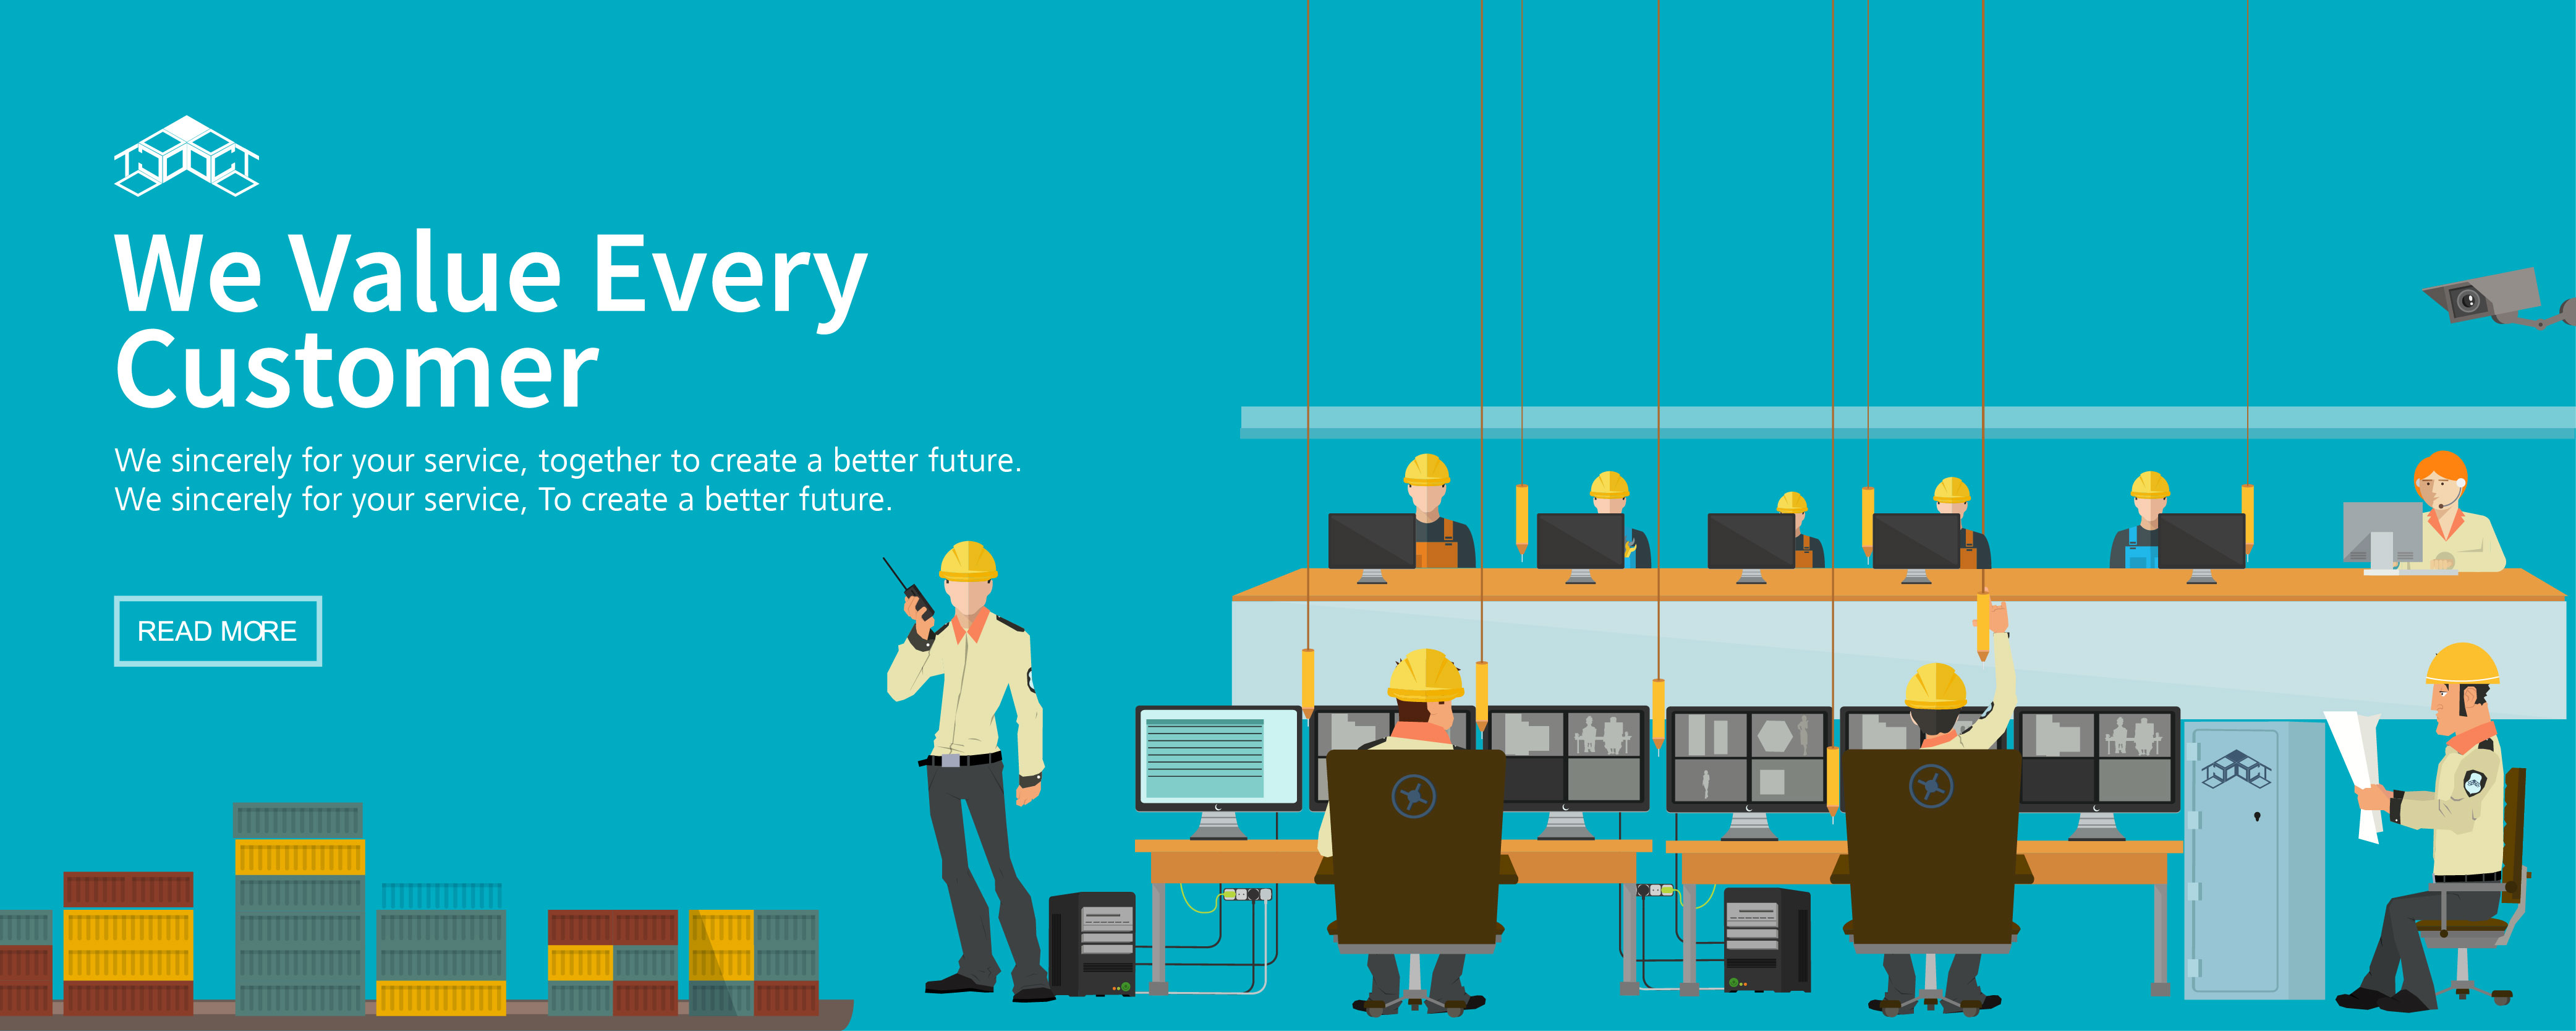 We Value Every
Customer
We sincerely for your service, together to create a better future.
We sincerely for your service, To create a better future.
READ MORE